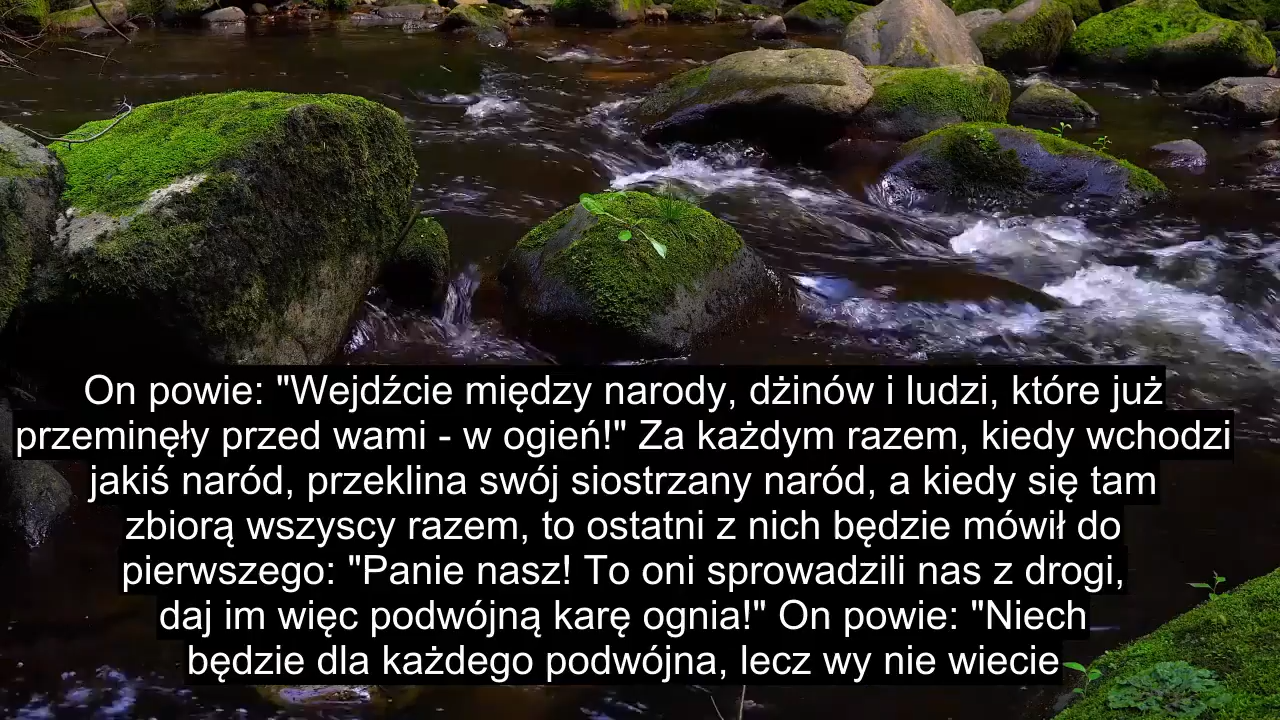 On powie: "Wejdźcie między narody, dżinów i ludzi, które już
przeminęły przed wami - w ogień!" Za każdym razem, kiedy wchodzi
jakiś naród, przeklina swój siostrzany naród, a kiedy się tam
zbiorą wszyscy razem, to ostatni z nich będzie mówił do
pierwszego: "Panie nasz! To oni sprowadzili nas z drogi,
daj im więc podwójną karę ognia!" On powie: "Niech
będzie dla każdego podwójna, lecz wy nie wiecie